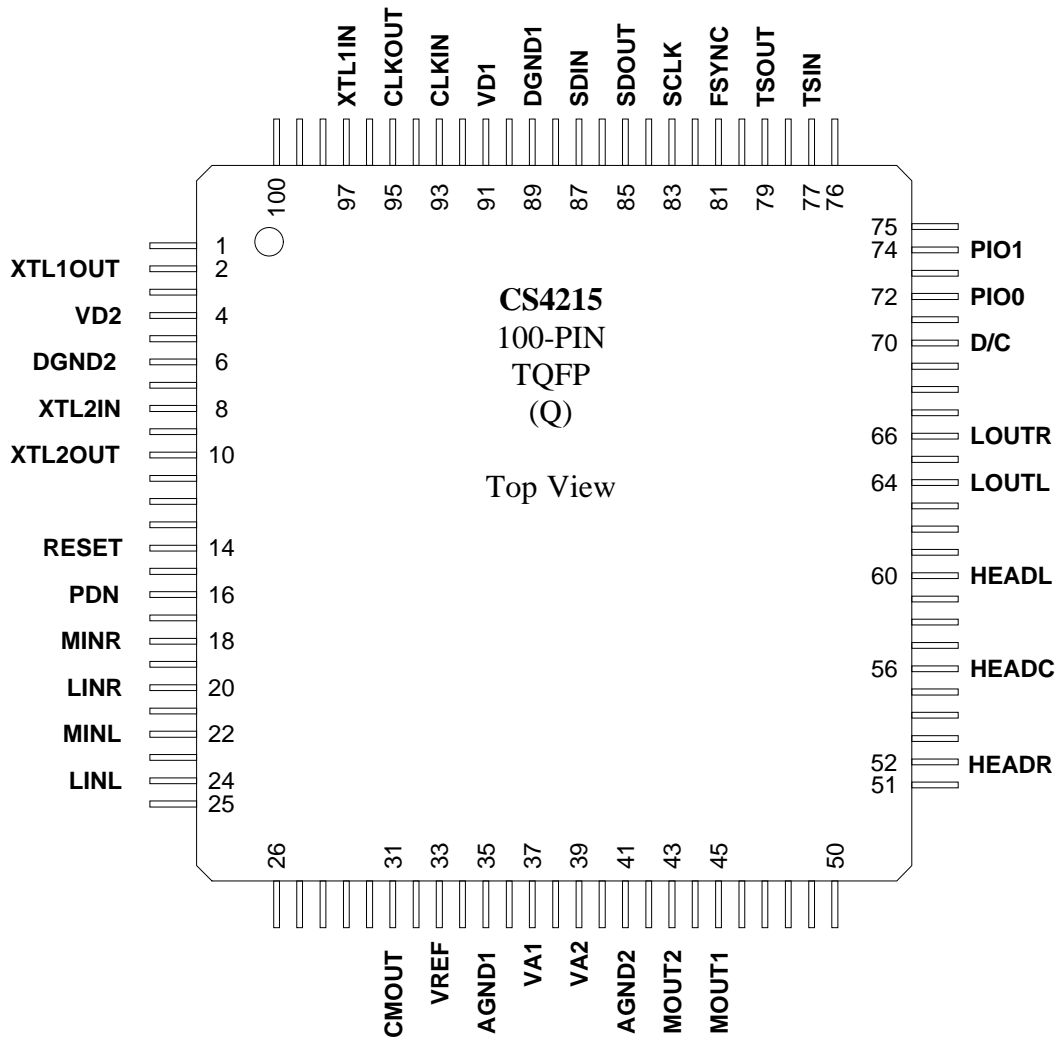 XTL1IN
CLKOUT
CLKIN
VD1
DGND1
SDIN
SDOUT
SCLK
FSYNC
TSOUT
TSIN
100
97
95
93
91
89
87
85
83
81
79
77
76
1
XTL1OUT 2
VD2 4
DGND2 6
XTL2IN 8
XTL2OUT 10
RESET 14
PDN 16
MINR 18
LINR 20
MINL 22
LINL 24
25
CS4215
100-PIN
TQFP
(Q)
Top View
75
74 PIO1
72 PIO0
70 D/C
66 LOUTR
64 LOUTL
60 HEADL
56 HEADC
52 HEADR
51
26
31
33
35
37
39
41
43
45
50
CMOUT
VREF
AGND1
VA1
VA2
AGND2
MOUT2
MOUT1